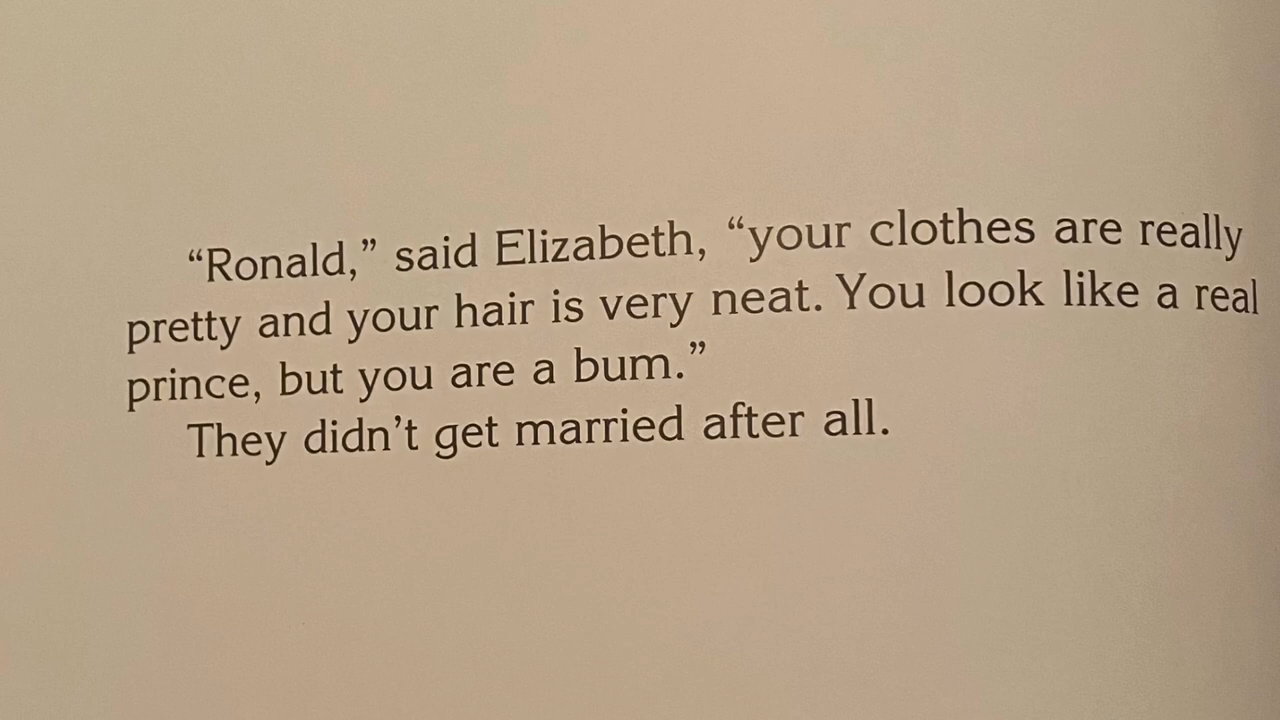 “Ronald,” said Elizabeth, “your clothes are really
pretty and your hair is very neat. You look like a real
prince, but you are a bum.”
They didn’t get married after all.